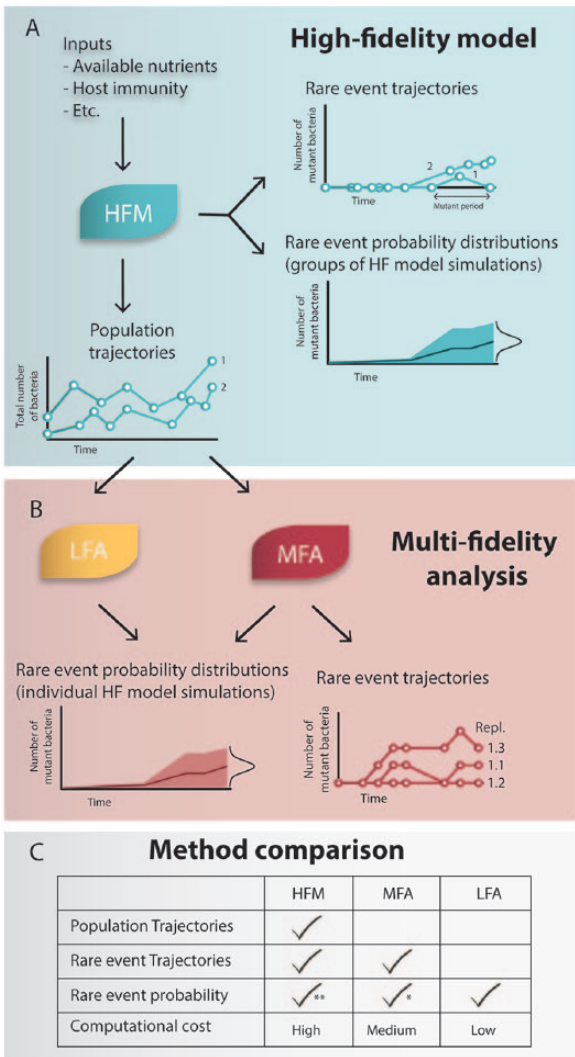 A
Inputs
- Available nutrients
- Host immunity
- Etc.
High-fidelity model
HFM
Rare event trajectories
Number of
mutant bacteria
2
1
Time
Mutant period
Rare event probability distributions
(groups of HF model simulations)
Number of
mutant bacteria
Time
Population
trajectories
Total number
of bacteria
1
2
Time
B
LFA
MFA
Multi-fidelity
analysis
Rare event probability distributions
(individual HF model simulations)
Number of
mutant bacteria
Time
Rare event trajectories
Number of
mutant bacteria
Repl.
1.3
1.1
1.2
Time
C
Method comparison
HFM MFA LFA
Population Trajectories ✓
Rare event Trajectories ✓ ✓
Rare event probability ✓** ✓* ✓
Computational cost High Medium Low